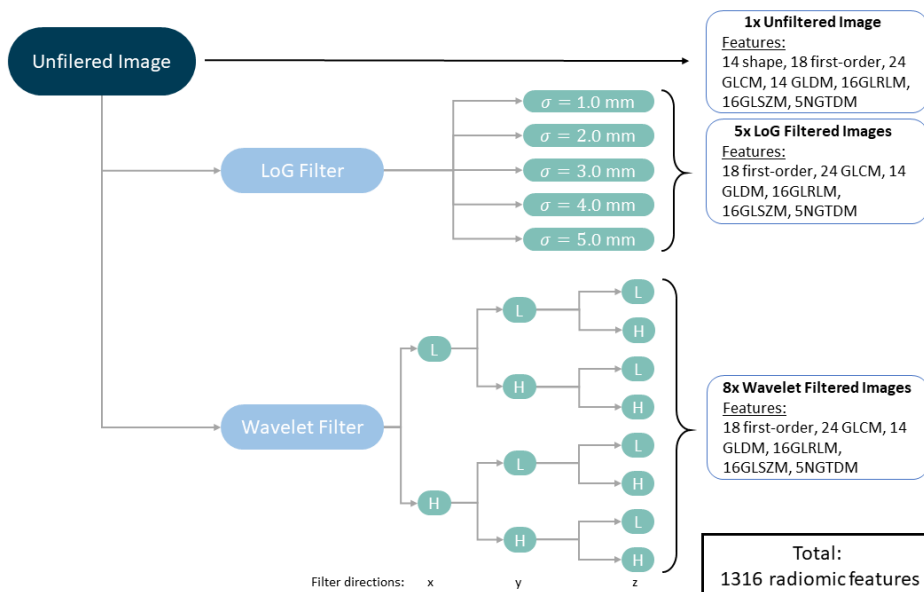 Unfilered Image
1x Unfiltered Image
Features:
14 shape, 18 first-order, 24
GLCM, 14 GLDM, 16GLRLM,
16GLSZM, 5NGTDM
LoG Filter
σ = 1.0 mm
σ = 2.0 mm
σ = 3.0 mm
σ = 4.0 mm
σ = 5.0 mm
5x LoG Filtered Images
Features:
18 first-order, 24 GLCM, 14
GLDM, 16GLRLM,
16GLSZM, 5NGTDM
Wavelet Filter
L
H
L
H
L
H
L
H
L
H
L
H
L
H
8x Wavelet Filtered Images
Features:
18 first-order, 24 GLCM, 14
GLDM, 16GLRLM,
16GLSZM, 5NGTDM
Filter directions: x y z
Total:
1316 radiomic features